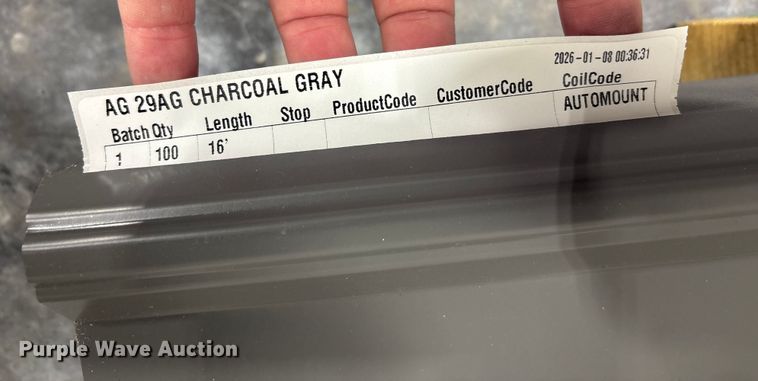 2026-01-08 00:36:31
AG 29AG CHARCOAL GRAY
Batch Qty Length Stop ProductCode CustomerCode CoilCode
1 100 16' AUTOMOUNT
Purple Wave Auction